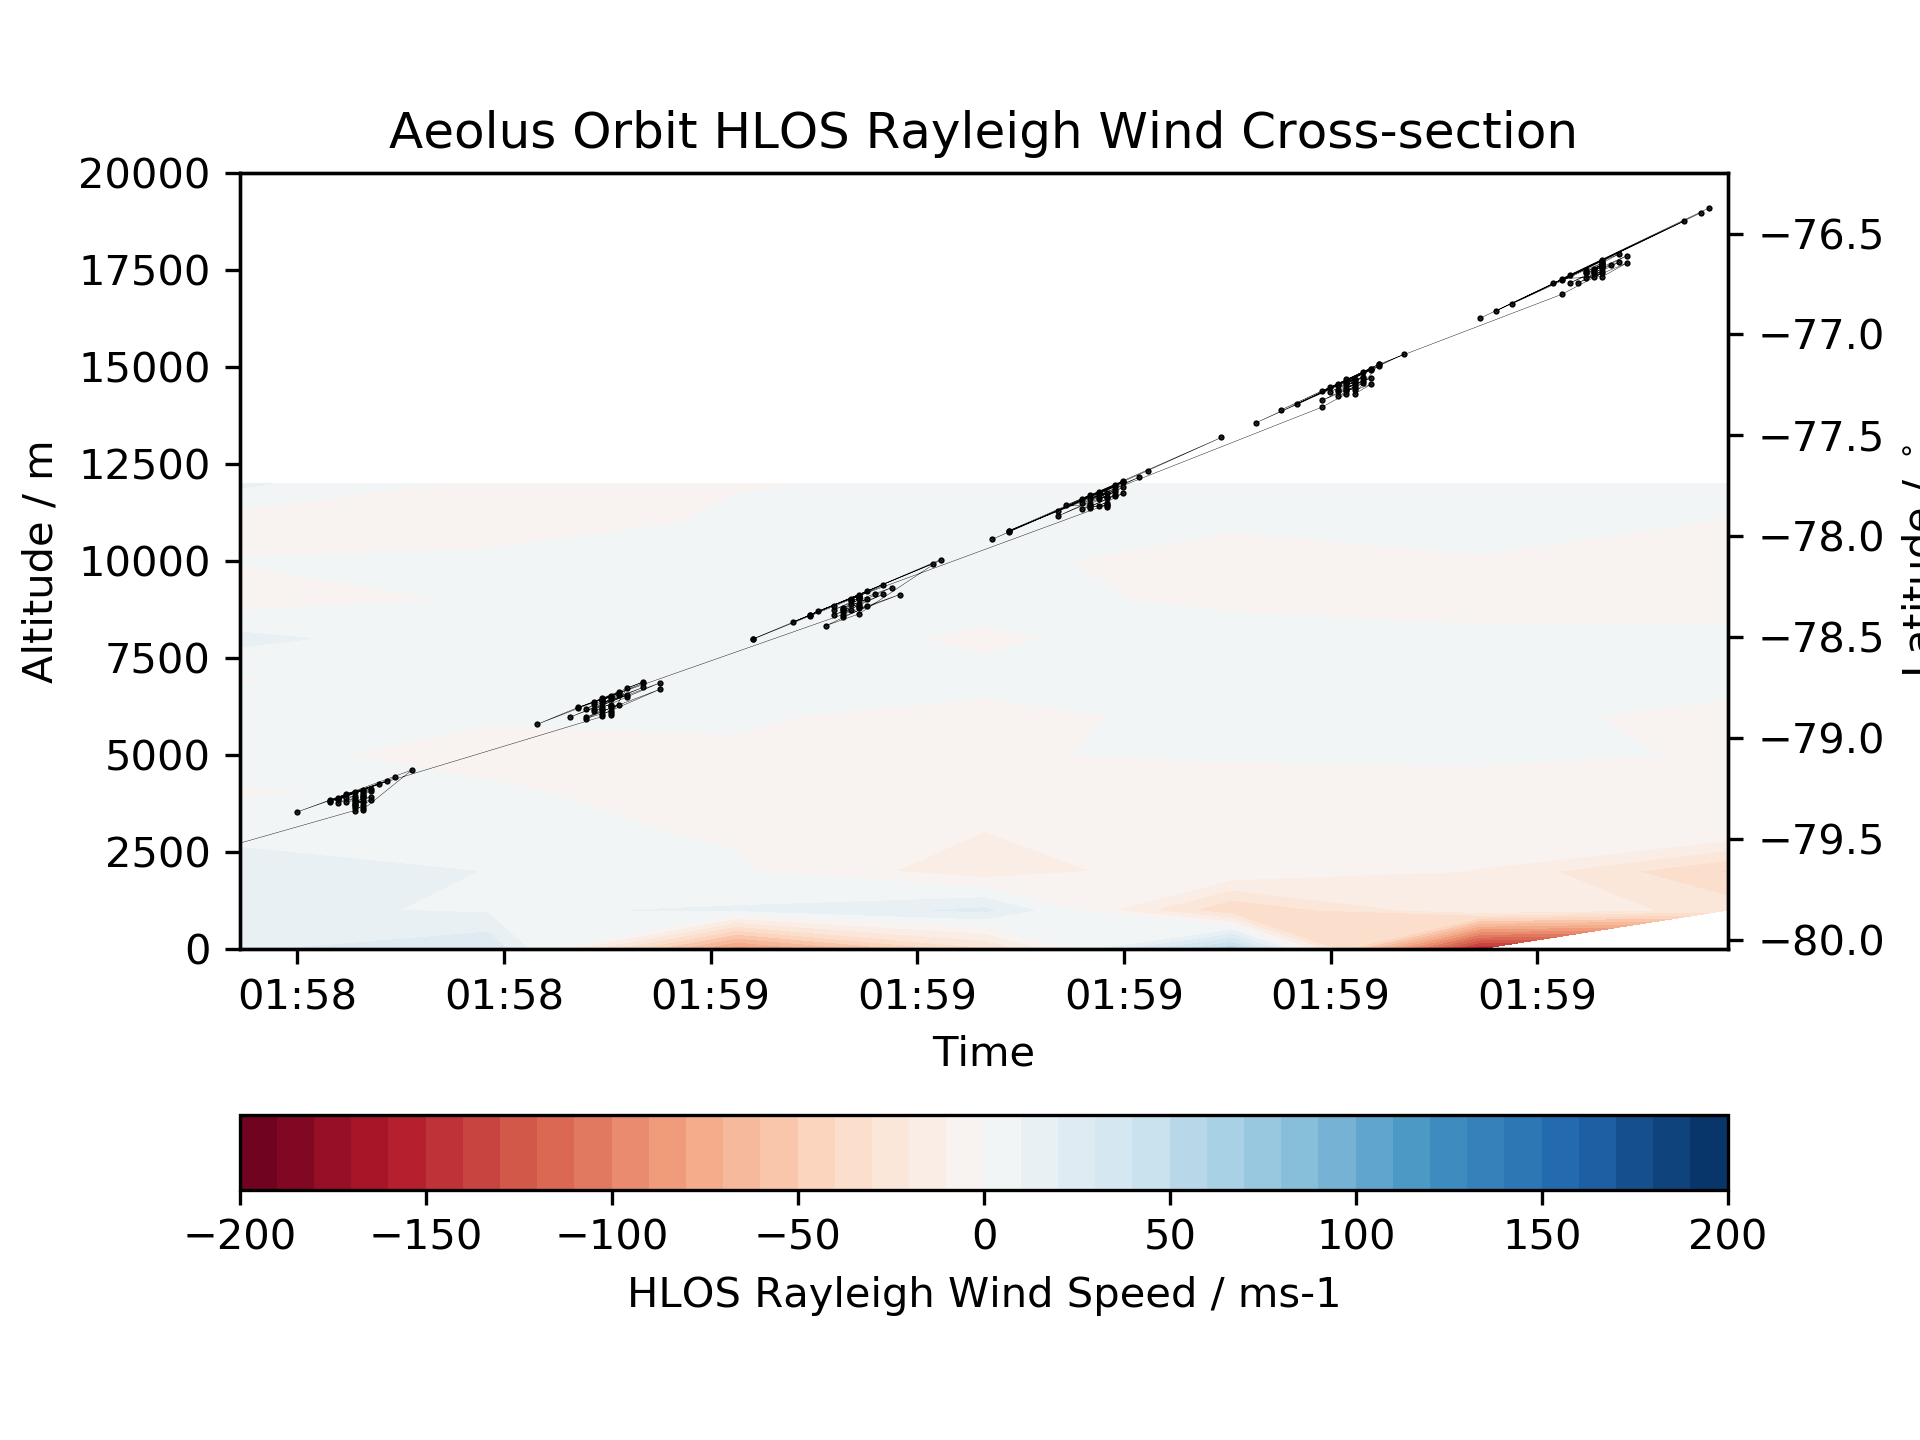 Aeolus Orbit HLOS Rayleigh Wind Cross-section
20000
17500
15000
12500
10000
7500
5000
2500
0
Altitude / m
−76.5
−77.0
−77.5
−78.0
−78.5
−79.0
−79.5
−80.0
Latitude / °
01:58 01:58 01:59 01:59 01:59 01:59 01:59
Time
−200 −150 −100 −50 0 50 100 150 200
HLOS Rayleigh Wind Speed / ms-1